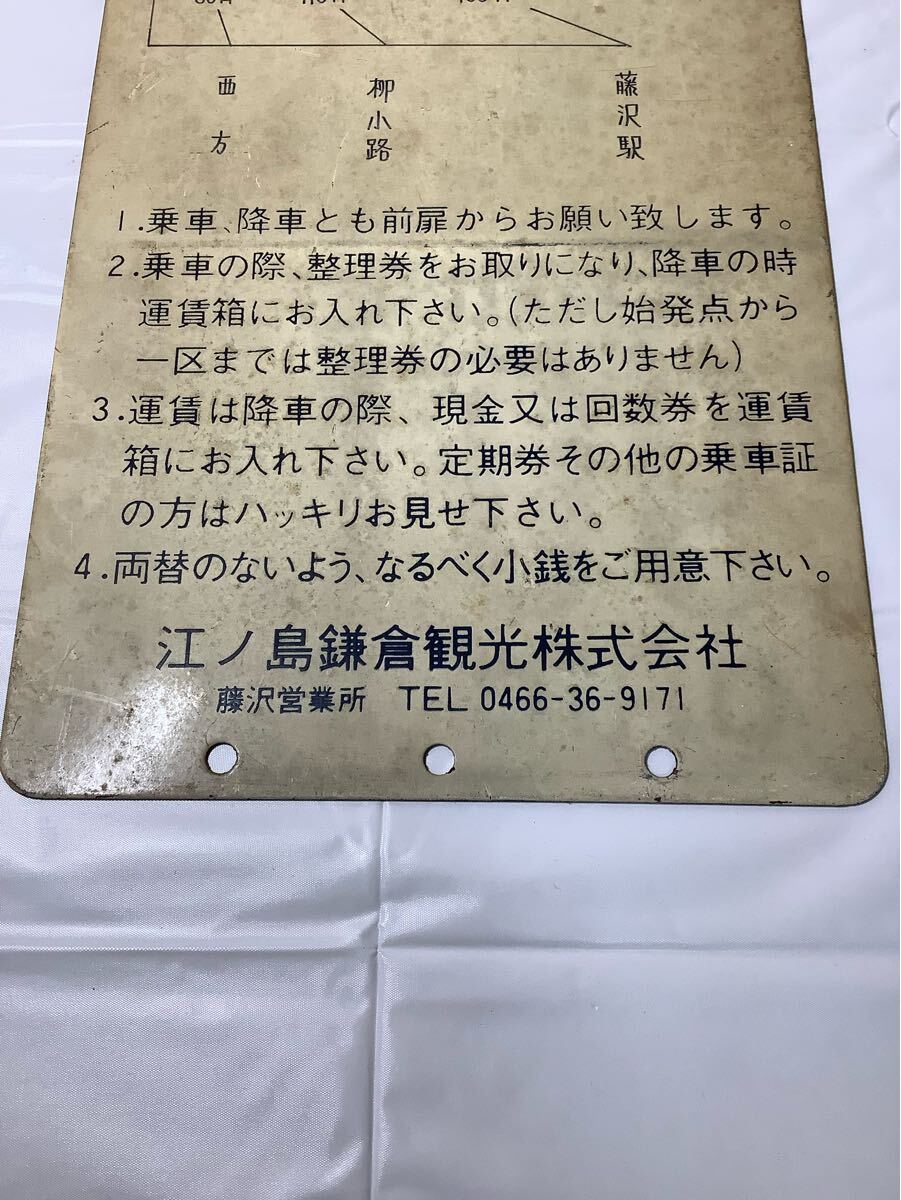 西方
柳小路
藤沢駅
1.乗車、降車とも前扉からお願い致します。
2.乗車の際、整理券をお取りになり、降車の時
運賃箱にお入れ下さい。(ただし始発点から
一区までは整理券の必要はありません)
3.運賃は降車の際、現金又は回数券を運賃
箱にお入れ下さい。定期券その他の乗車証
の方はハッキリお見せ下さい。
4.両替のないよう、なるべく小銭をご用意下さい。
江ノ島鎌倉観光株式会社
藤沢営業所 TEL 0466-36-9171